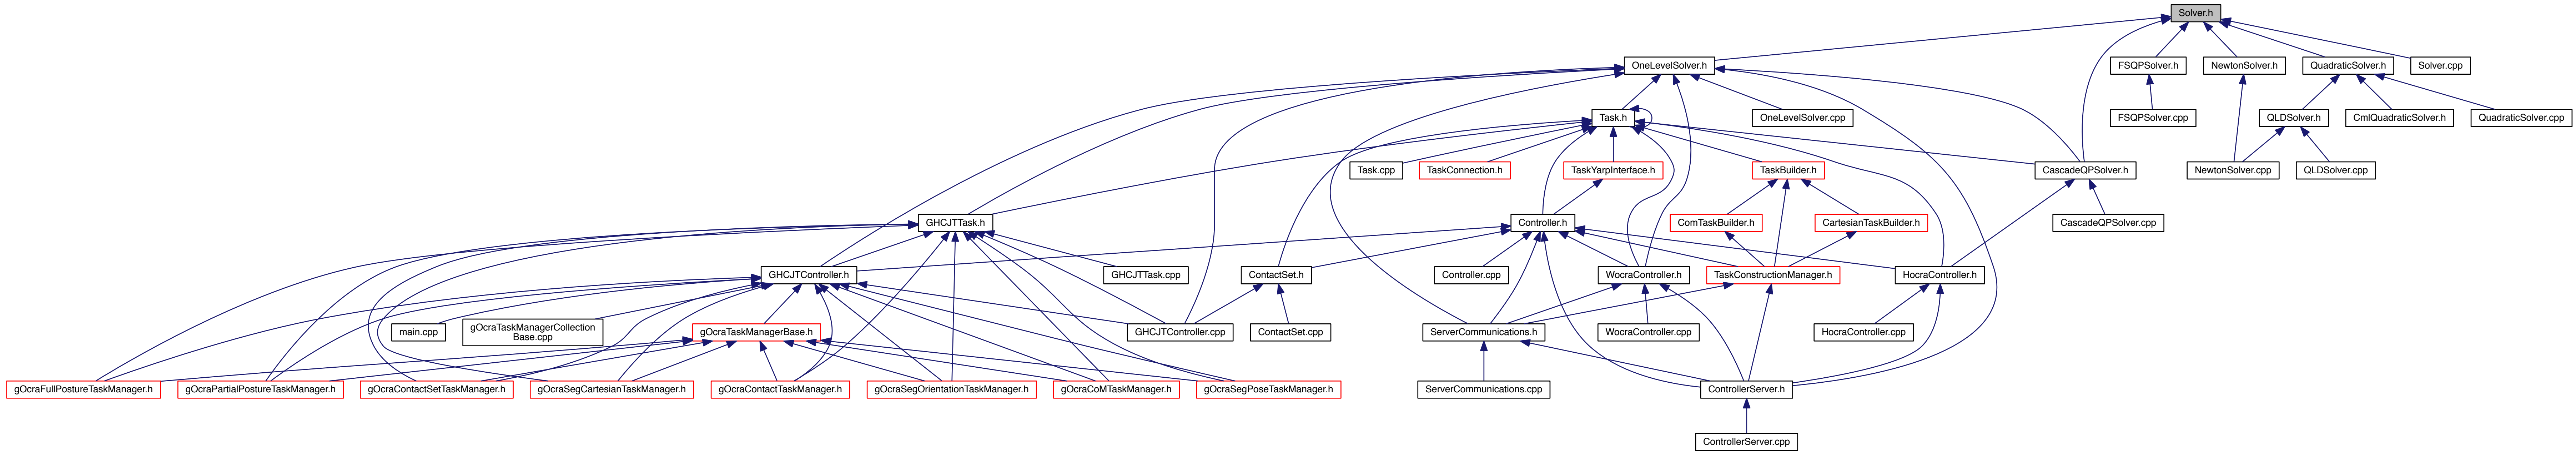 Solver.h
OneLevelSolver.h
FSQPSolver.h
NewtonSolver.h
QuadraticSolver.h
Solver.cpp
Task.h
OneLevelSolver.cpp
FSQPSolver.cpp
QLDSolver.h
CmlQuadraticSolver.h
QuadraticSolver.cpp
Task.cpp
TaskConnection.h
TaskYarpInterface.h
TaskBuilder.h
CascadeQPSolver.h
NewtonSolver.cpp
QLDSolver.cpp
GHCJTTask.h
Controller.h
ComTaskBuilder.h
CartesianTaskBuilder.h
CascadeQPSolver.cpp
GHCJTController.h
GHCJTTask.cpp
ContactSet.h
Controller.cpp
WocraController.h
TaskConstructionManager.h
HocraController.h
main.cpp
gOcraTaskManagerCollection
Base.cpp
gOcraTaskManagerBase.h
GHCJTController.cpp
ContactSet.cpp
ServerCommunications.h
WocraController.cpp
HocraController.cpp
gOcraFullPostureTaskManager.h
gOcraPartialPostureTaskManager.h
gOcraContactSetTaskManager.h
gOcraSegCartesianTaskManager.h
gOcraContactTaskManager.h
gOcraSegOrientationTaskManager.h
gOcraCoMTaskManager.h
gOcraSegPoseTaskManager.h
ServerCommunications.cpp
ControllerServer.h
ControllerServer.cpp